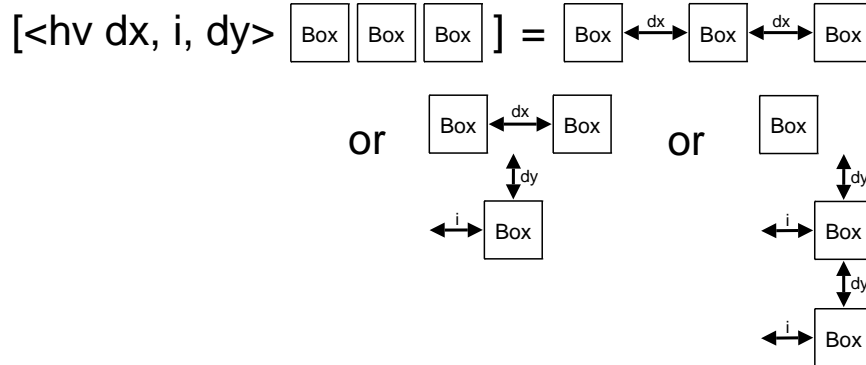 [<hv dx, i, dy> Box Box Box ] = Box dx Box dx Box
or Box dx Box or Box
dy dy
i Box i Box
dy
i Box